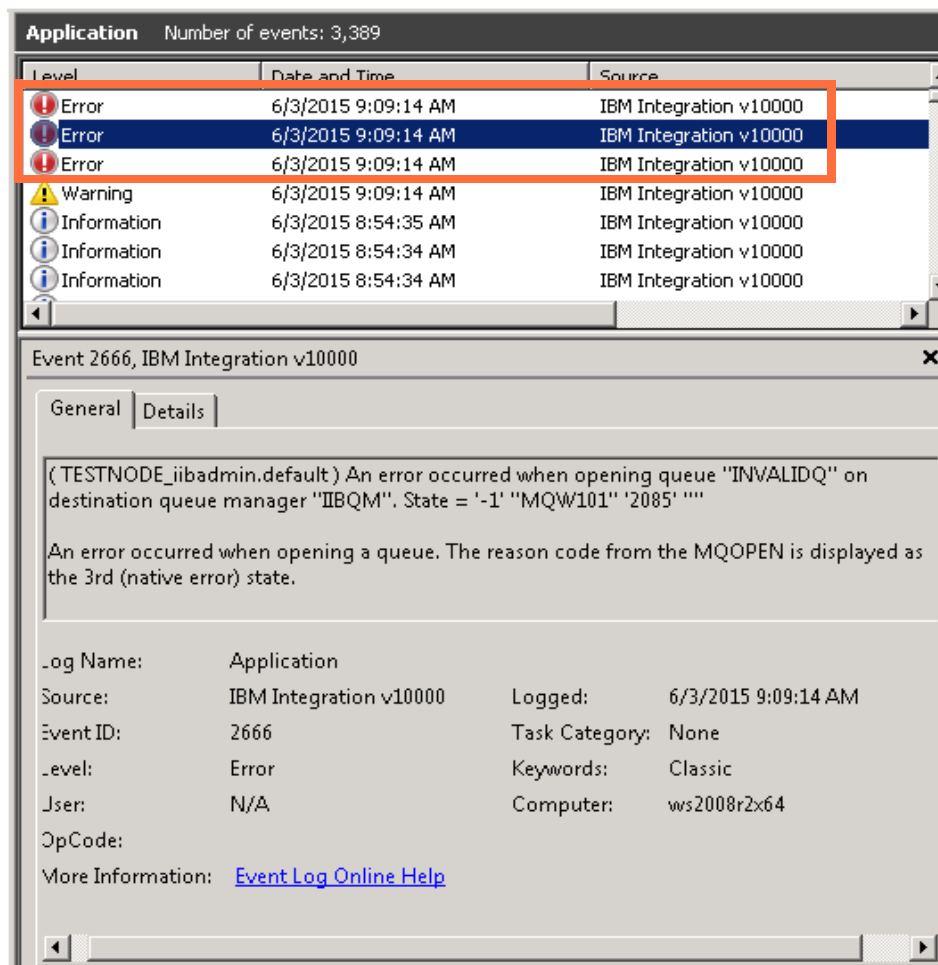 Application Number of events: 3,389
Level Date and Time Source
Error 6/3/2015 9:09:14 AM IBM Integration v10000
Error 6/3/2015 9:09:14 AM IBM Integration v10000
Error 6/3/2015 9:09:14 AM IBM Integration v10000
Warning 6/3/2015 9:09:14 AM IBM Integration v10000
Information 6/3/2015 8:54:35 AM IBM Integration v10000
Information 6/3/2015 8:54:34 AM IBM Integration v10000
Information 6/3/2015 8:54:34 AM IBM Integration v10000
Event 2666, IBM Integration v10000
General Details
( TESTNODE_iibadmin.default ) An error occurred when opening queue "INVALIDQ" on
destination queue manager "IIBQM". State = '-1' "MQW101" '2085' ""
An error occurred when opening a queue. The reason code from the MQOPEN is displayed as
the 3rd (native error) state.
Log Name: Application
Source: IBM Integration v10000 Logged: 6/3/2015 9:09:14 AM
Event ID: 2666 Task Category: None
Level: Error Keywords: Classic
User: N/A Computer: ws2008r2x64
OpCode:
More Information: Event Log Online Help